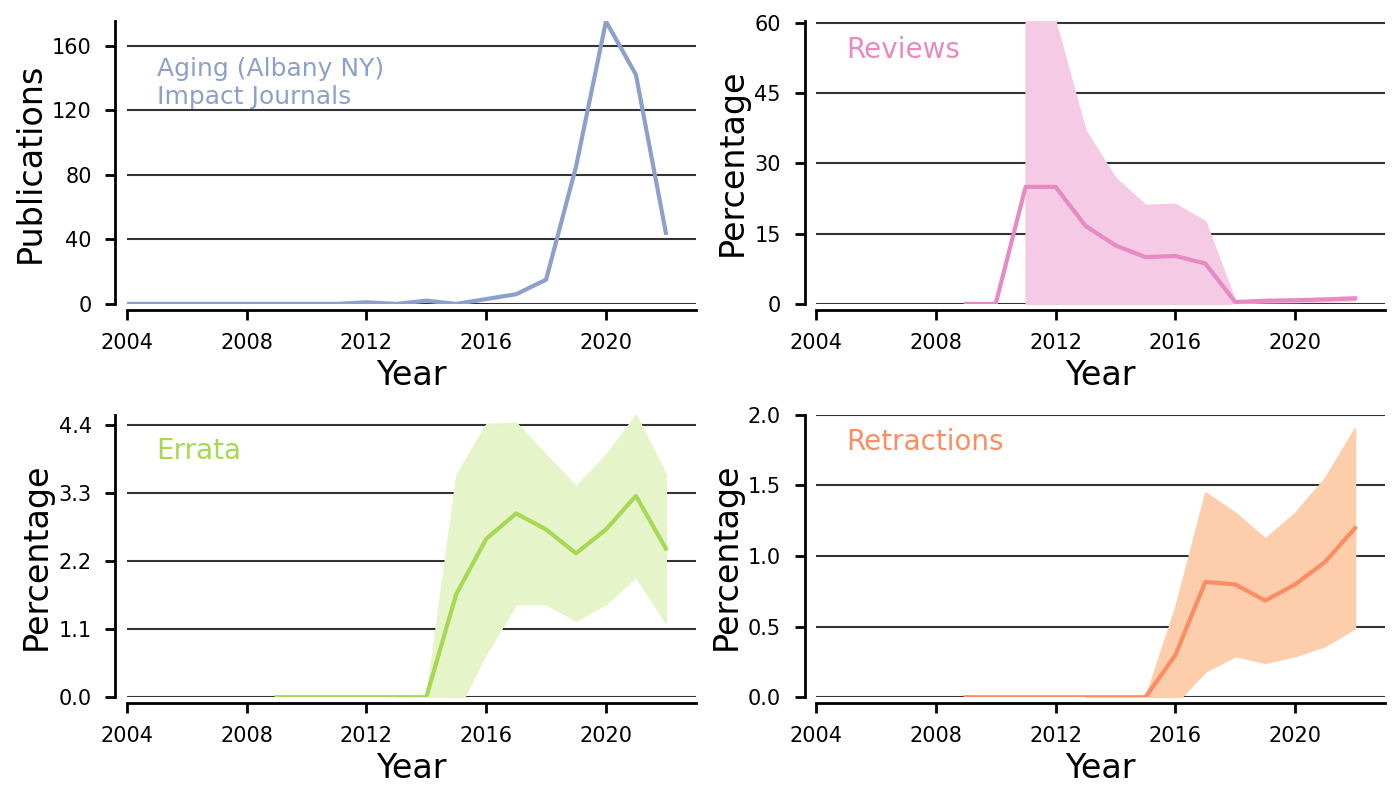 Publications
160
120
80
40
0
Aging (Albany NY)
Impact Journals
2004 2008 2012 2016 2020
Year
Percentage
60
45
30
15
0
Reviews
2004 2008 2012 2016 2020
Year
Percentage
4.4
3.3
2.2
1.1
0.0
Errata
2004 2008 2012 2016 2020
Year
Percentage
2.0
1.5
1.0
0.5
0.0
Retractions
2004 2008 2012 2016 2020
Year